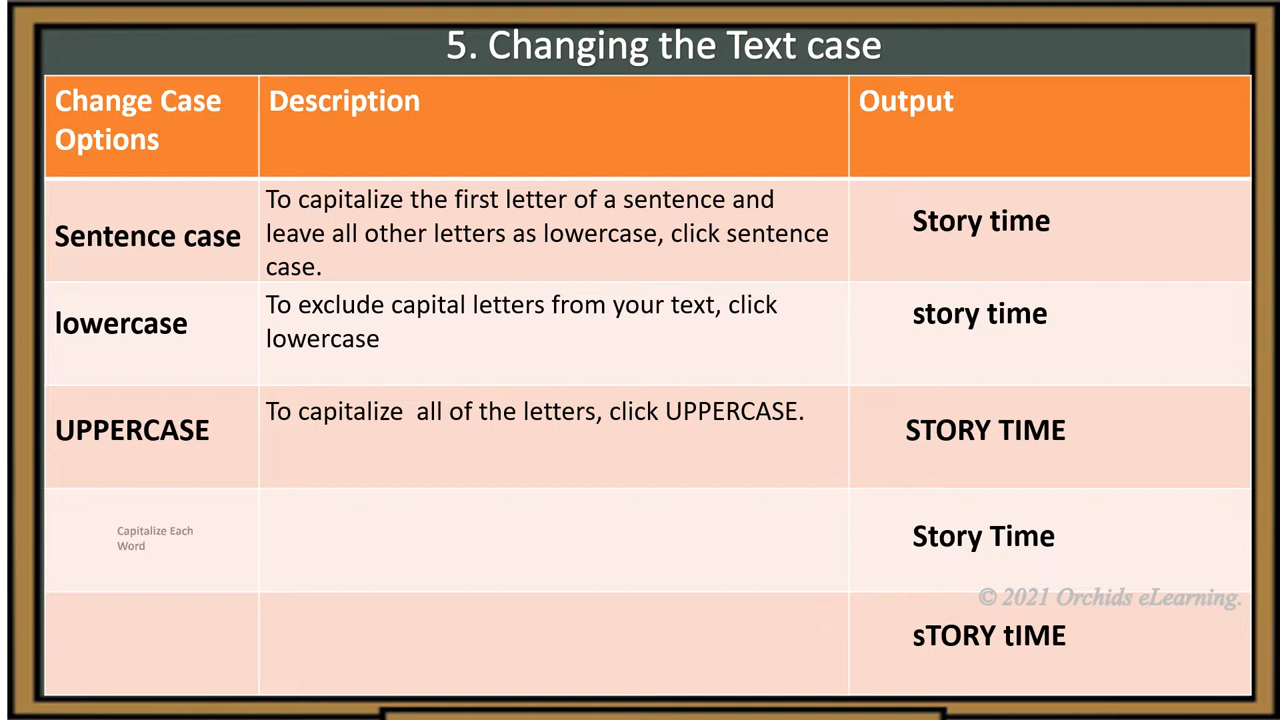 5. Changing the Text case
Change Case
Options
Description
Output
Sentence case
To capitalize the first letter of a sentence and
leave all other letters as lowercase, click sentence
case.
Story time
lowercase
To exclude capital letters from your text, click
lowercase
story time
UPPERCASE
To capitalize  all of the letters, click UPPERCASE.
STORY TIME
Capitalize Each
Word
Story Time
© 2021 Orchids eLearning.
sTORY tIME